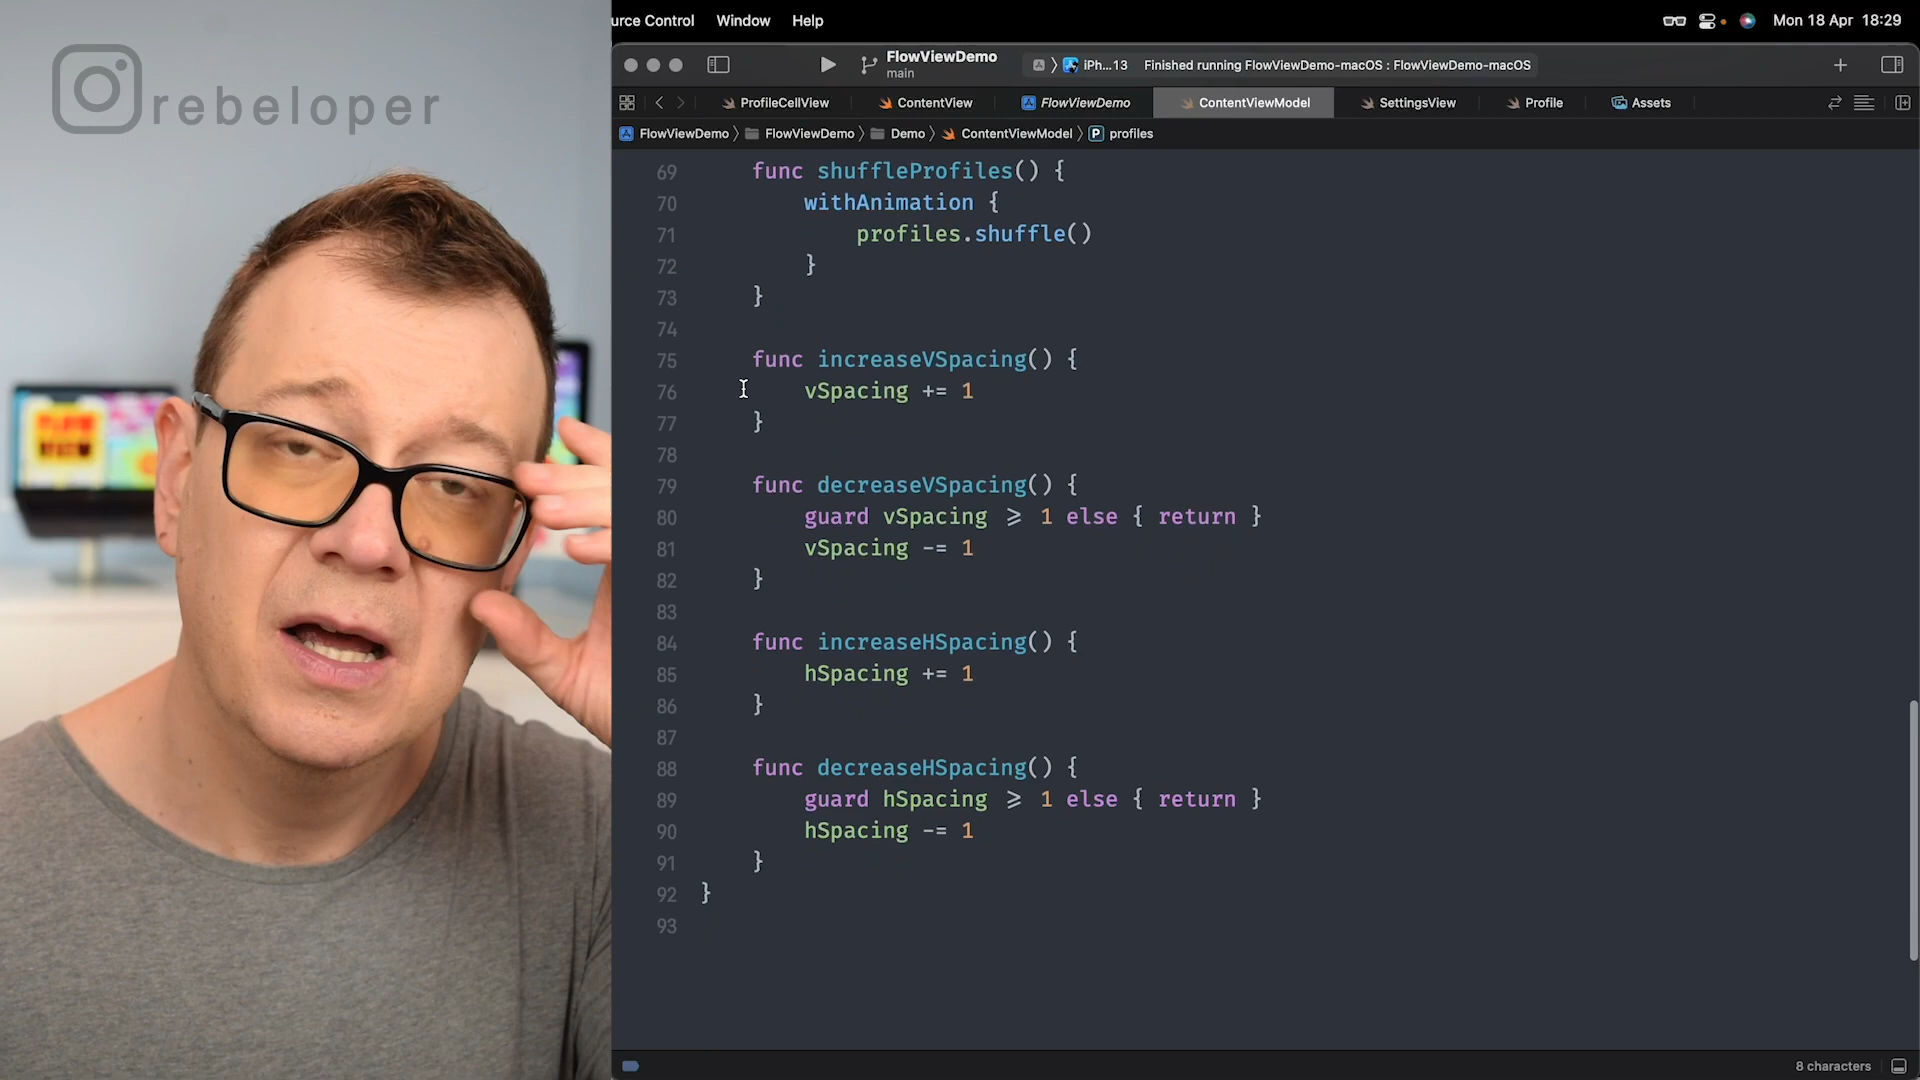 rebeloper
urce Control Window Help Mon 18 Apr 18:29
FlowViewDemo
main
iPh...13 Finished running FlowViewDemo-macOS : FlowViewDemo-macOS
ProfileCellView ContentView FlowViewDemo ContentViewModel SettingsView Profile Assets
FlowViewDemo FlowViewDemo Demo ContentViewModel P profiles
69 func shuffleProfiles() {
70 withAnimation {
71 profiles.shuffle()
72 }
73 }
74
75 func increaseVSpacing() {
76 vSpacing += 1
77 }
78
79 func decreaseVSpacing() {
80 guard vSpacing >= 1 else { return }
81 vSpacing -= 1
82 }
83
84 func increaseHSpacing() {
85 hSpacing += 1
86 }
87
88 func decreaseHSpacing() {
89 guard hSpacing >= 1 else { return }
90 hSpacing -= 1
91 }
92 }
93
8 characters
FLOW
VIEW